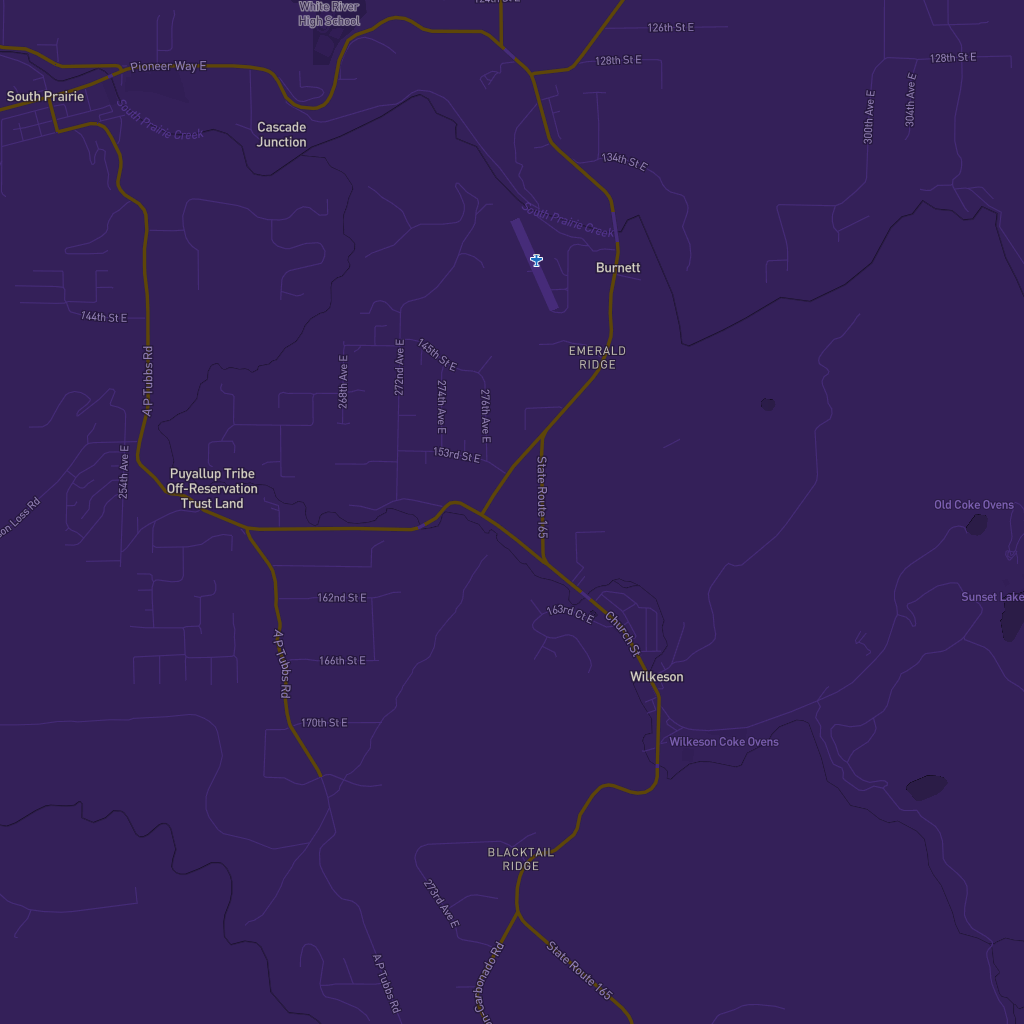 White River
High School
126th St E
128th St E
128th St E
Pioneer Way E
South Prairie
South Prairie Creek
Cascade
Junction
300th Ave E
304th Ave E
134th St E
South Prairie Creek
Burnett
144th St E
A P Tubbs Rd
EMERALD
RIDGE
145th St E
268th Ave E
272nd Ave E
274th Ave E
276th Ave E
153rd St E
254th Ave E
Puyallup Tribe
Off-Reservation
Trust Land
State Route 165
Old Coke Ovens
162nd St E
163rd Ct E
Sunset Lake
Church St
A P Tubbs Rd
166th St E
Wilkeson
170th St E
Wilkeson Coke Ovens
BLACKTAIL
RIDGE
273rd Ave E
A P Tubbs Rd
State Route 165